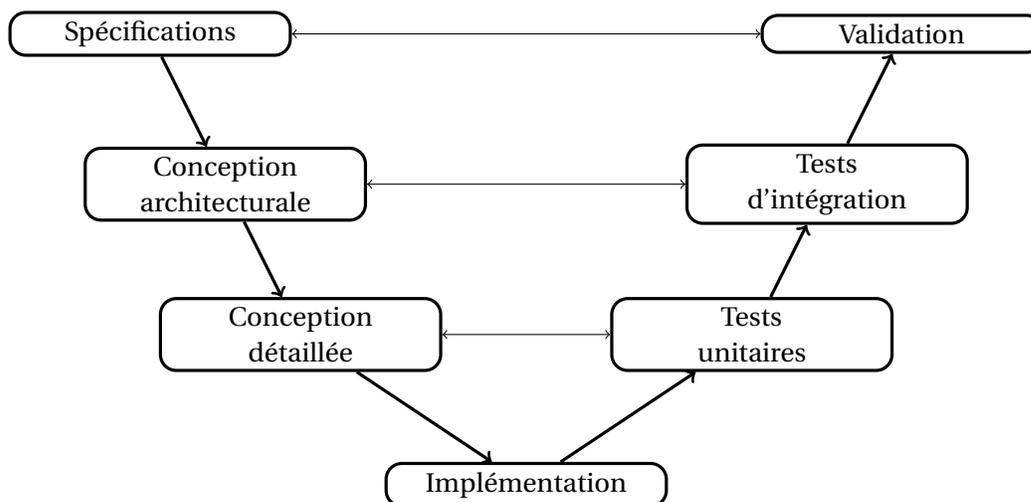 Spécifications
Validation
Conception
architecturale
Tests
d'intégration
Conception
détaillée
Tests
unitaires
Implémentation